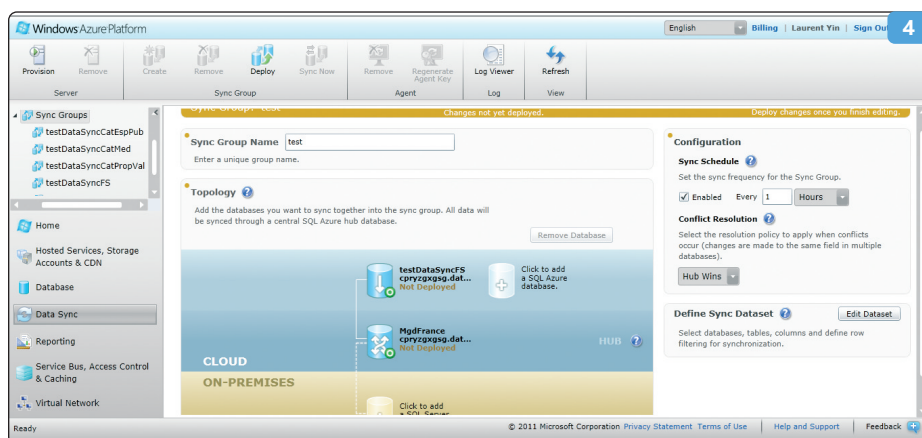 Windows Azure Platform
English Billing | Laurent Yin | Sign Ou
4
Provision Remove Create Remove Deploy Sync Now Remove Regenerate Agent Key Log Viewer Refresh
Server Sync Group Agent Log View
Sync Groups
testDataSyncCatEspPub
testDataSyncCatMed
testDataSyncCatPropVal
testDataSyncFS
Home
Hosted Services, Storage
Accounts & CDN
Database
Data Sync
Reporting
Service Bus, Access Control
& Caching
Virtual Network
Sync Group: test Changes not yet deployed. Deploy changes once you finish editing.
Sync Group Name test
Enter a unique group name.
Topology ?
Add the databases you want to sync together into the sync group. All data will
be synced through a central SQL Azure hub database.
Remove Database
testDataSyncFS
cpryzgxgsg.dat...
Not Deployed
Click to add
a SQL Azure
database.
MgdFrance
cpryzgxgsg.dat...
Not Deployed
HUB ?
CLOUD
ON-PREMISES
Click to add
a SQL Server
Configuration
Sync Schedule ?
Set the sync frequency for the Sync Group.
Enabled Every 1 Hours
Conflict Resolution ?
Select the resolution policy to apply when conflicts
occur (changes are made to the same field in multiple
databases).
Hub Wins
Define Sync Dataset ? Edit Dataset
Select databases, tables, columns and define row
filtering for synchronization.
Ready
© 2011 Microsoft Corporation Privacy Statement Terms of Use | Help and Support | Feedback